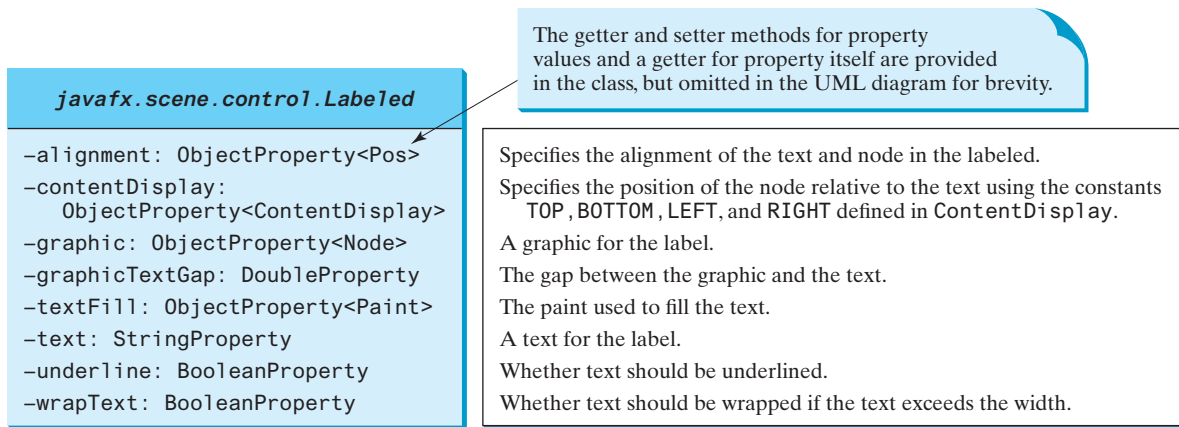 The getter and setter methods for property
values and a getter for property itself are provided
in the class, but omitted in the UML diagram for brevity.
javafx.scene.control.Labeled
–alignment: ObjectProperty<Pos>
Specifies the alignment of the text and node in the labeled.
–contentDisplay:
ObjectProperty<ContentDisplay>
Specifies the position of the node relative to the text using the constants
TOP, BOTTOM, LEFT, and RIGHT defined in ContentDisplay.
–graphic: ObjectProperty<Node>
A graphic for the label.
–graphicTextGap: DoubleProperty
The gap between the graphic and the text.
–textFill: ObjectProperty<Paint>
The paint used to fill the text.
–text: StringProperty
A text for the label.
–underline: BooleanProperty
Whether text should be underlined.
–wrapText: BooleanProperty
Whether text should be wrapped if the text exceeds the width.